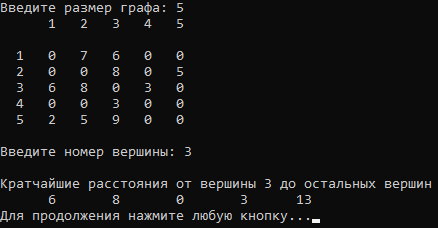 Введите размер графа: 5
1 2 3 4 5
1 0 7 6 0 0
2 0 0 8 0 5
3 6 8 0 3 0
4 0 0 3 0 0
5 2 5 9 0 0
Введите номер вершины: 3
Кратчайшие расстояния от вершины 3 до остальных вершин
6 8 0 3 13
Для продолжения нажмите любую кнопку...